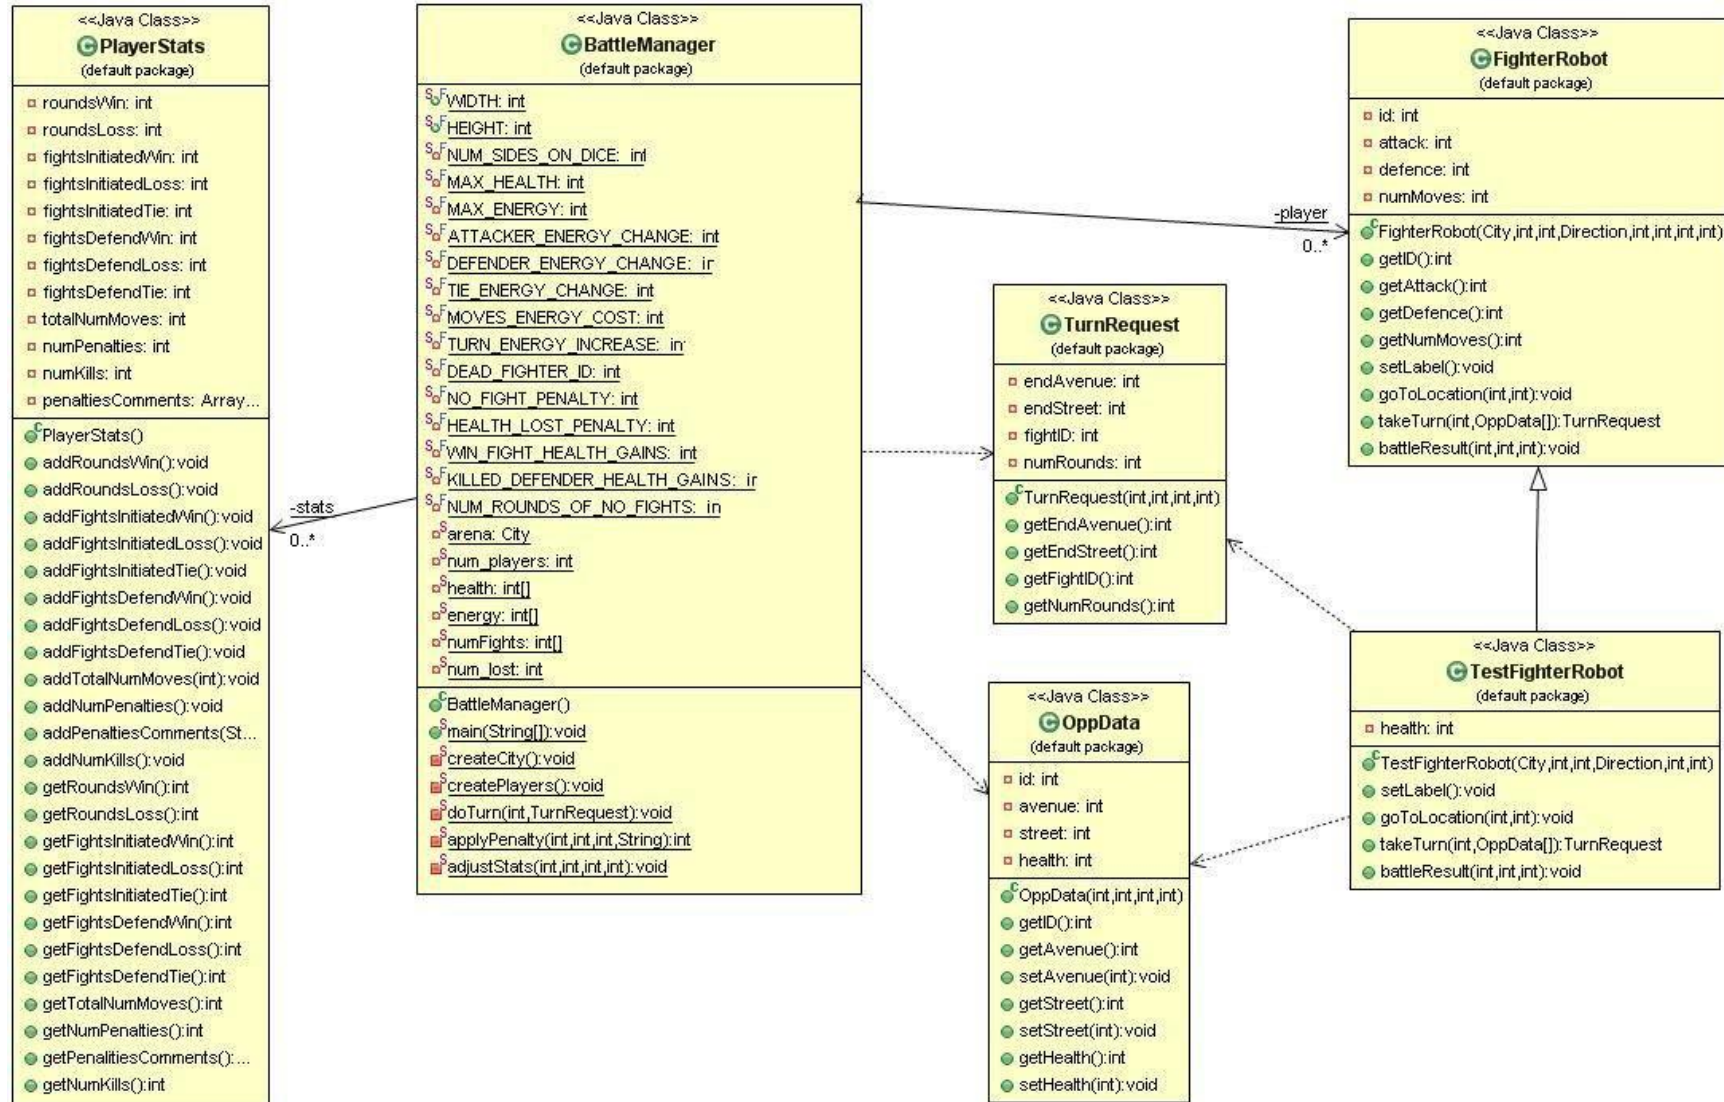 <<Java Class>>
PlayerStats
(default package)
roundsWin: int
roundsLoss: int
fightsInitiatedWin: int
fightsInitiatedLoss: int
fightsInitiatedTie: int
fightsDefendWin: int
fightsDefendLoss: int
fightsDefendTie: int
totalNumMoves: int
numPenalties: int
numKills: int
penaltiesComments: Array...
PlayerStats()
addRoundsWin():void
addRoundsLoss():void
addFightsInitiatedWin():void
addFightsInitiatedLoss():void
addFightsInitiatedTie():void
addFightsDefendWin():void
addFightsDefendLoss():void
addFightsDefendTie():void
addTotalNumMoves(int):void
addNumPenalties():void
addPenaltiesComments(St...
addNumKills():void
getRoundsWin():int
getRoundsLoss():int
getFightsInitiatedWin():int
getFightsInitiatedLoss():int
getFightsInitiatedTie():int
getFightsDefendWin():int
getFightsDefendLoss():int
getFightsDefendTie():int
getTotalNumMoves():int
getNumPenalties():int
getPenalitiesComments():...
getNumKills():int
-stats
0..*
<<Java Class>>
BattleManager
(default package)
WIDTH: int
HEIGHT: int
NUM_SIDES_ON_DICE: int
MAX_HEALTH: int
MAX_ENERGY: int
ATTACKER_ENERGY_CHANGE: int
DEFENDER_ENERGY_CHANGE: ir
TIE_ENERGY_CHANGE: int
MOVES_ENERGY_COST: int
TURN_ENERGY_INCREASE: in
DEAD_FIGHTER_ID: int
NO_FIGHT_PENALTY: int
HEALTH_LOST_PENALTY: int
WIN_FIGHT_HEALTH_GAINS: int
KILLED_DEFENDER_HEALTH_GAINS: ir
NUM_ROUNDS_OF_NO_FIGHTS: in
arena: City
num_players: int
health: int[]
energy: int[]
numFights: int[]
num_lost: int
BattleManager()
main(String[]):void
createCity():void
createPlayers():void
doTurn(int,TurnRequest):void
applyPenalty(int,int,int,String):int
adjustStats(int,int,int,int):void
-player
0..*
<<Java Class>>
TurnRequest
(default package)
endAvenue: int
endStreet: int
fightID: int
numRounds: int
TurnRequest(int,int,int,int)
getEndAvenue():int
getEndStreet():int
getFightID():int
getNumRounds():int
<<Java Class>>
OppData
(default package)
id: int
avenue: int
street: int
health: int
OppData(int,int,int,int)
getID():int
getAvenue():int
setAvenue(int):void
getStreet():int
setStreet(int):void
getHealth():int
setHealth(int):void
<<Java Class>>
FighterRobot
(default package)
id: int
attack: int
defence: int
numMoves: int
FighterRobot(City,int,int,Direction,int,int,int,int)
getID():int
getAttack():int
getDefence():int
getNumMoves():int
setLabel():void
goToLocation(int,int):void
takeTurn(int,OppData[]):TurnRequest
battleResult(int,int,int):void
<<Java Class>>
TestFighterRobot
(default package)
health: int
TestFighterRobot(City,int,int,Direction,int,int)
setLabel():void
goToLocation(int,int):void
takeTurn(int,OppData[]):TurnRequest
battleResult(int,int,int):void